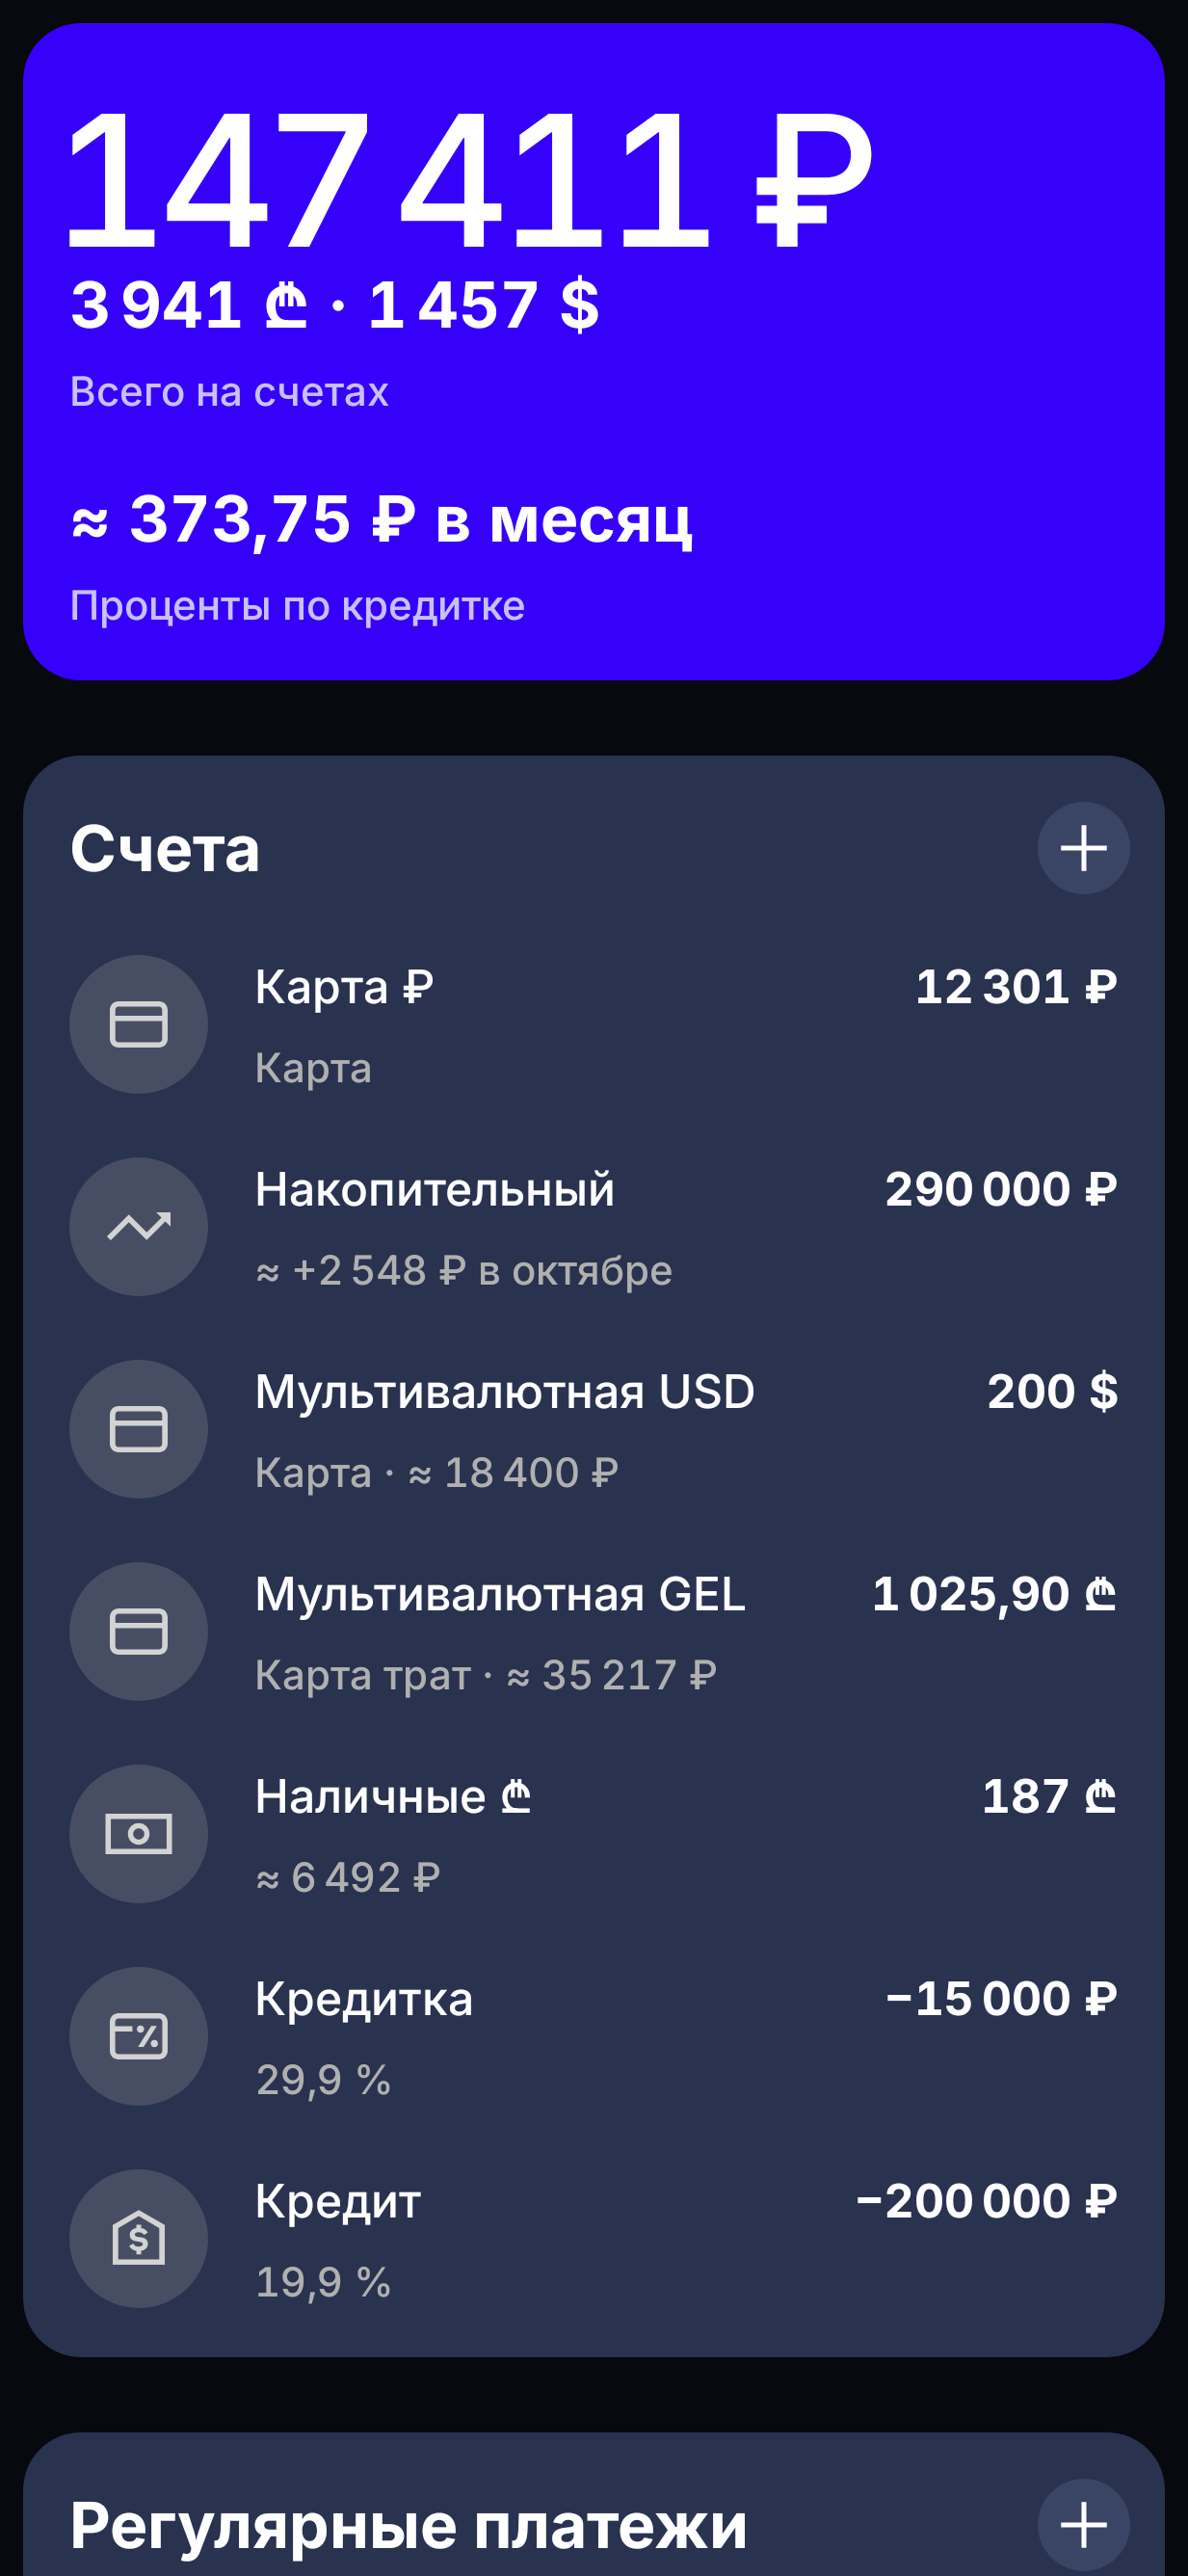 147 411 ₽
3 941 ₾ · 1 457 $
Всего на счетах
≈ 373,75 ₽ в месяц
Проценты по кредитке
Счета
Карта ₽ 12 301 ₽
Карта
Накопительный 290 000 ₽
≈ +2 548 ₽ в октябре
Мультивалютная USD 200 $
Карта · ≈ 18 400 ₽
Мультивалютная GEL 1 025,90 ₾
Карта трат · ≈ 35 217 ₽
Наличные ₾ 187 ₾
≈ 6 492 ₽
Кредитка −15 000 ₽
29,9 %
Кредит −200 000 ₽
19,9 %
Регулярные платежи